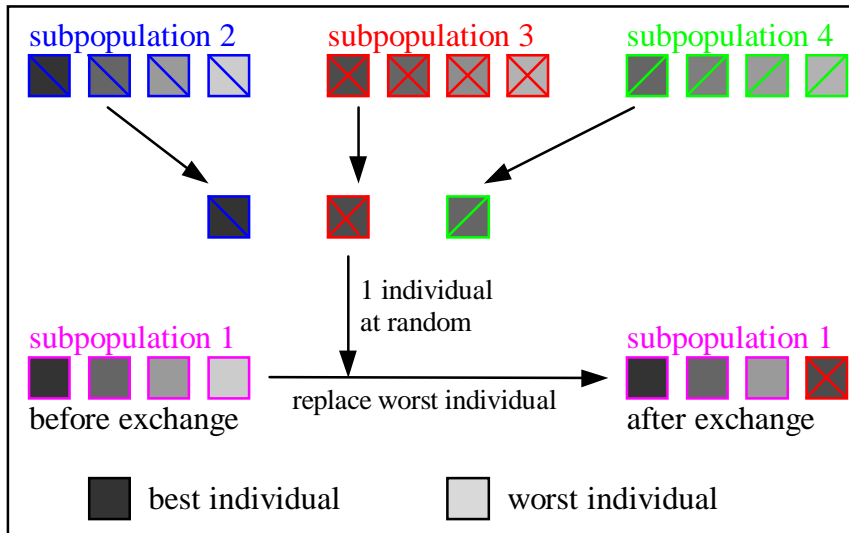 subpopulation 2
subpopulation 3
subpopulation 4
1 individual
at random
subpopulation 1
subpopulation 1
replace worst individual
before exchange
after exchange
best individual
worst individual